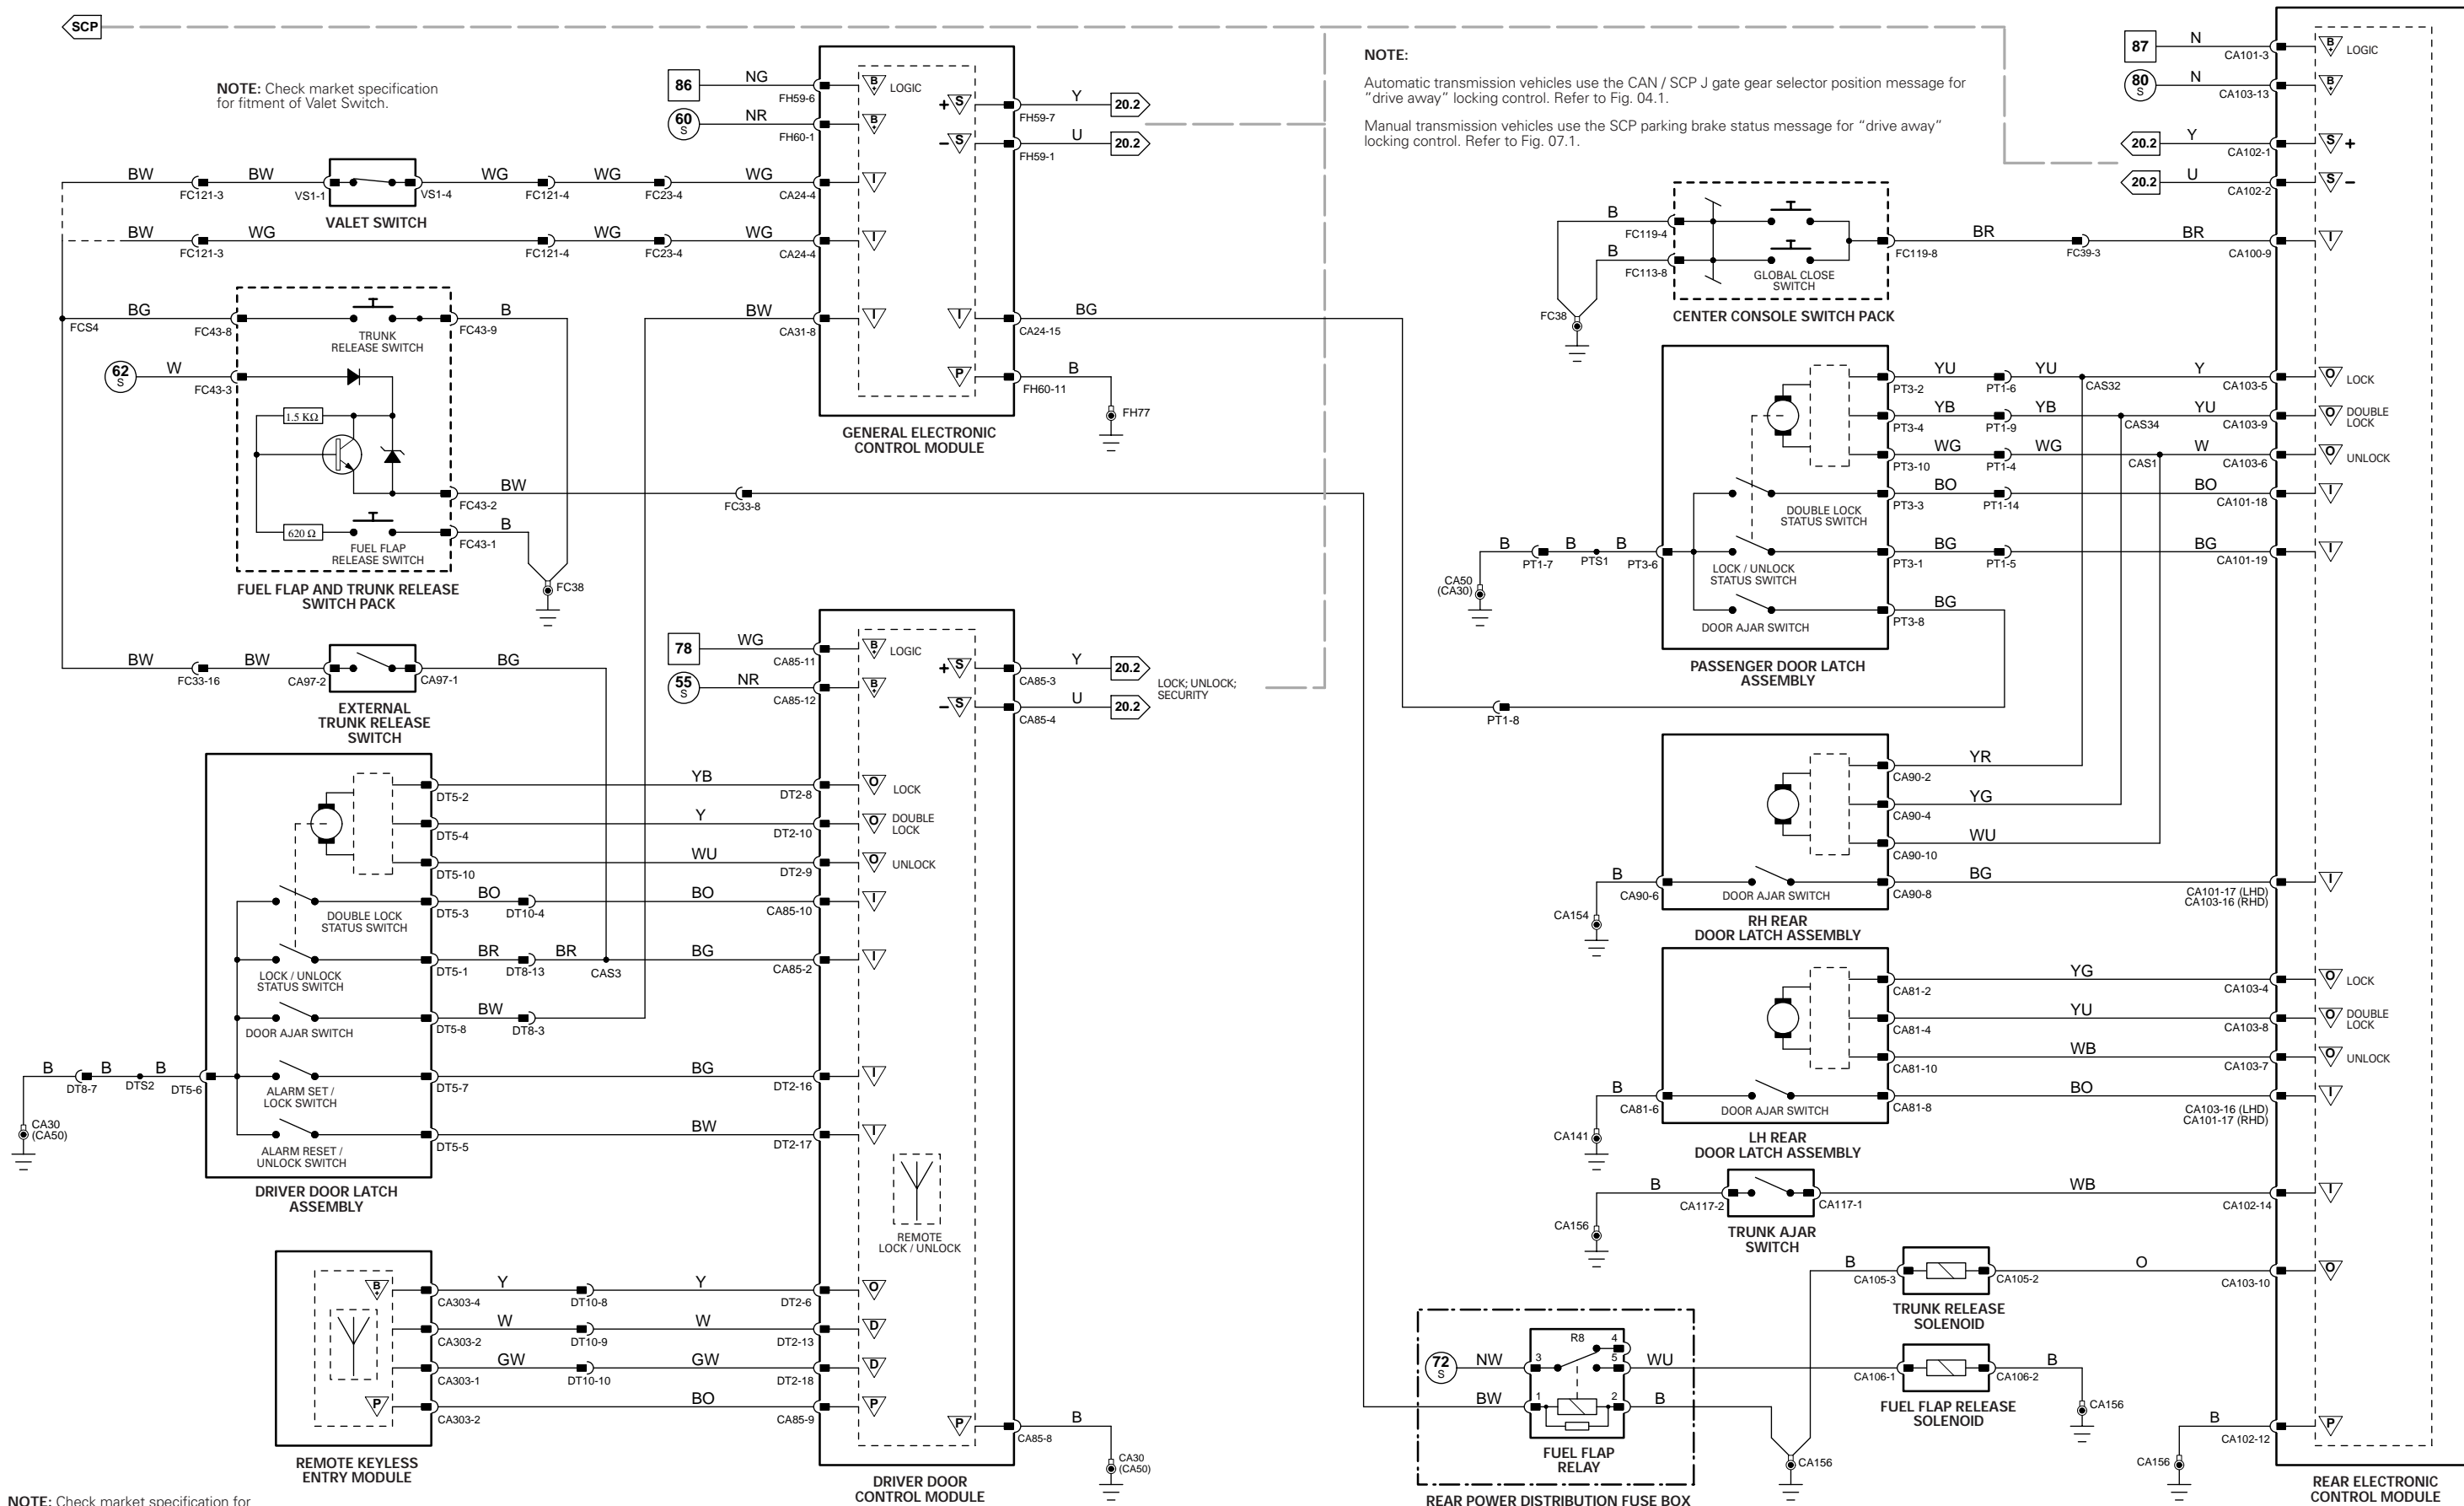 SCP
NOTE: Check market specification
for fitment of Valet Switch.
BW
FC121-3
BW
VS1-1
VS1-4
VALET SWITCH
WG
FC121-4
WG
FC23-4
WG
CA24-4
BW
FC121-3
WG
FC121-4
WG
FC23-4
WG
CA24-4
FCS4
BG
FC43-8
TRUNK
RELEASE SWITCH
FC43-9
B
62
S
W
FC43-3
1.5 KΩ
620 Ω
FUEL FLAP
RELEASE SWITCH
FC43-2
BW
FC33-8
FC43-1
B
FC38
FUEL FLAP AND TRUNK RELEASE
SWITCH PACK
BW
FC33-16
BW
CA97-2
CA97-1
BG
EXTERNAL
TRUNK RELEASE
SWITCH
86
NG
FH59-6
B+
LOGIC
60
S
NR
FH60-1
B+
I
I
BW
CA31-8
I
+
S
FH59-7
Y
20.2
–
S
FH59-1
U
20.2
I
CA24-15
BG
P
FH60-11
B
FH77
GENERAL ELECTRONIC
CONTROL MODULE
DT5-2
YB
DT2-8
O
LOCK
DT5-4
Y
DT2-10
O
DOUBLE
LOCK
DT5-10
WU
DT2-9
O
UNLOCK
DOUBLE LOCK
STATUS SWITCH
DT5-3
BO
DT10-4
BO
CA85-10
I
LOCK / UNLOCK
STATUS SWITCH
DT5-1
BR
DT8-13
BR
CAS3
BG
CA85-2
I
DOOR AJAR SWITCH
DT5-8
BW
DT8-3
B
DT8-7
B
DTS2
B
DT5-6
CA30
(CA50)
ALARM SET /
LOCK SWITCH
DT5-7
BG
DT2-16
I
ALARM RESET /
UNLOCK SWITCH
DT5-5
BW
DT2-17
I
DRIVER DOOR LATCH
ASSEMBLY
78
WG
CA85-11
B+
LOGIC
55
S
NR
CA85-12
B+
+
S
CA85-3
Y
20.2
–
S
CA85-4
U
20.2
LOCK; UNLOCK;
SECURITY
REMOTE
LOCK / UNLOCK
B+
CA303-4
Y
DT10-8
Y
DT2-6
O
CA303-2
W
DT10-9
W
DT2-13
D
CA303-1
GW
DT10-10
GW
DT2-18
D
P
CA303-2
BO
CA85-9
P
P
CA85-8
B
CA30
(CA50)
REMOTE KEYLESS
ENTRY MODULE
DRIVER DOOR
CONTROL MODULE
NOTE: Check market specification for
NOTE:
Automatic transmission vehicles use the CAN / SCP J gate gear selector position message for
“drive away” locking control. Refer to Fig. 04.1.
Manual transmission vehicles use the SCP parking brake status message for “drive away”
locking control. Refer to Fig. 07.1.
87
N
CA101-3
B+
LOGIC
80
S
N
CA103-13
B+
20.2
Y
CA102-1
S
+
20.2
U
CA102-2
S
–
B
FC119-4
B
FC113-8
FC38
GLOBAL CLOSE
SWITCH
FC119-8
BR
FC39-3
BR
CA100-9
I
CENTER CONSOLE SWITCH PACK
PT3-2
YU
PT1-6
YU
CAS32
Y
CA103-5
O
LOCK
PT3-4
YB
PT1-9
YB
CAS34
YU
CA103-9
O
DOUBLE
LOCK
PT3-10
WG
PT1-4
WG
CAS1
W
CA103-6
O
UNLOCK
DOUBLE LOCK
STATUS SWITCH
PT3-3
BO
PT1-14
BO
CA101-18
I
B
PT1-7
B
PTS1
B
PT3-6
CA50
(CA30)
LOCK / UNLOCK
STATUS SWITCH
PT3-1
BG
PT1-5
BG
CA101-19
I
DOOR AJAR SWITCH
PT3-8
BG
PASSENGER DOOR LATCH
ASSEMBLY
PT1-8
CA90-2
YR
CA90-4
YG
CA90-10
WU
B
CA90-6
CA154
DOOR AJAR SWITCH
CA90-8
BG
CA101-17 (LHD)
CA103-16 (RHD)
I
RH REAR
DOOR LATCH ASSEMBLY
CA81-2
YG
CA103-4
O
LOCK
CA81-4
YU
CA103-8
O
DOUBLE
LOCK
CA81-10
WB
CA103-7
O
UNLOCK
B
CA81-6
CA141
DOOR AJAR SWITCH
CA81-8
BO
CA103-16 (LHD)
CA101-17 (RHD)
I
LH REAR
DOOR LATCH ASSEMBLY
B
CA117-2
CA156
CA117-1
WB
CA102-14
I
TRUNK AJAR
SWITCH
B
CA105-3
CA105-2
O
CA103-10
O
TRUNK RELEASE
SOLENOID
72
S
NW
3
R8
4
5
WU
CA106-1
CA106-2
B
CA156
BW
1
2
B
CA156
FUEL FLAP RELEASE
SOLENOID
FUEL FLAP
RELAY
REAR POWER DISTRIBUTION FUSE BOX
B
CA102-12
P
CA156
REAR ELECTRONIC
CONTROL MODULE